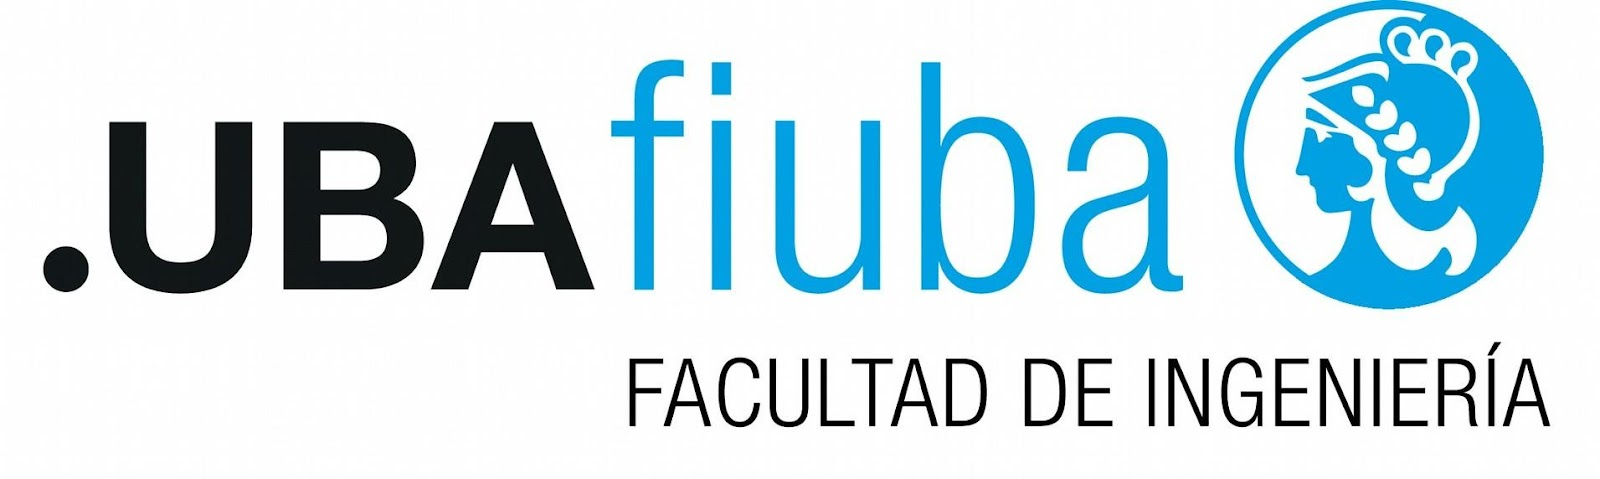 .UBAfiuba
FACULTAD DE INGENIERÍA